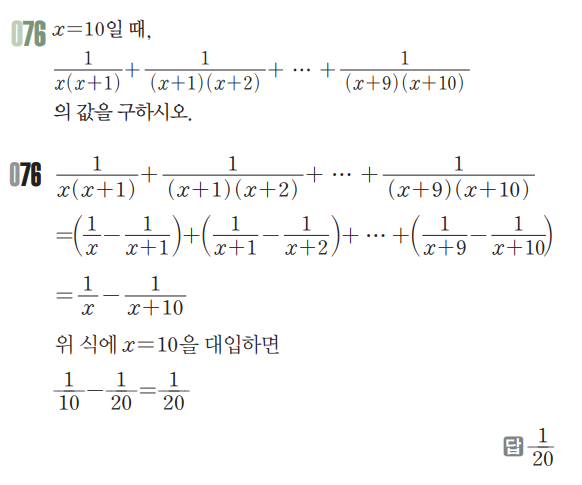 076 x=10일 때,
1/x(x+1) + 1/(x+1)(x+2) + ··· + 1/(x+9)(x+10)
의 값을 구하시오.
076 1/x(x+1) + 1/(x+1)(x+2) + ··· + 1/(x+9)(x+10)
=(1/x − 1/x+1)+(1/x+1 − 1/x+2)+ ··· +(1/x+9 − 1/x+10)
= 1/x − 1/x+10
위 식에 x=10을 대입하면
1/10 − 1/20 = 1/20
답 1/20